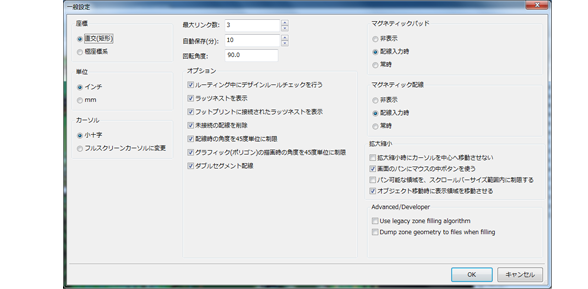 一般設定
座標
直交(矩形)
極座標系
単位
インチ
mm
カーソル
小十字
フルスクリーンカーソルに変更
最大リンク数: 3
自動保存(分): 10
回転角度: 90.0
オプション
ルーティング中にデザインルールチェックを行う
ラッツネストを表示
フットプリントに接続されたラッツネストを表示
未接続の配線を削除
配線時の角度を45度単位に制限
グラフィック(ポリゴン)の描画時の角度を45度単位に制限
ダブルセグメント配線
マグネティックパッド
非表示
配線入力時
常時
マグネティック配線
非表示
配線入力時
常時
拡大縮小
拡大縮小時にカーソルを中心へ移動させない
画面のパンにマウスの中ボタンを使う
パン可能な領域を、スクロールバーサイズ範囲内に制限する
オブジェクト移動時に表示領域を移動させる
Advanced/Developer
Use legacy zone filling algorithm
Dump zone geometry to files when filling
OK
キャンセル